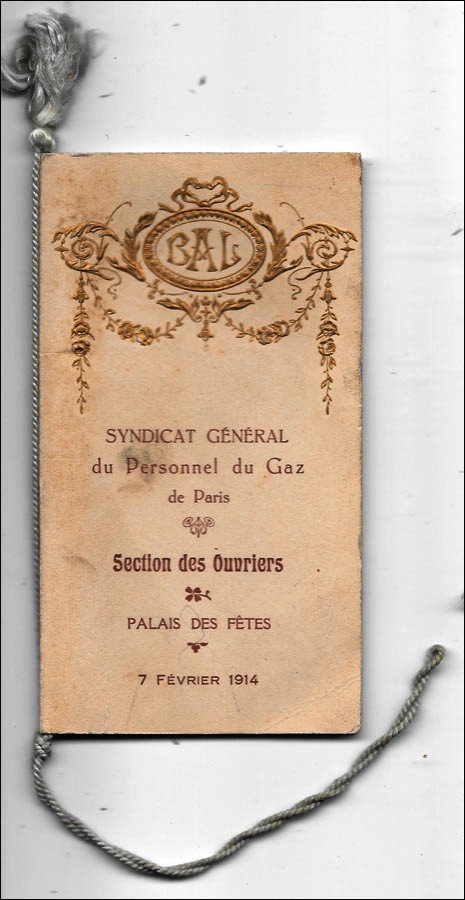 BAL
SYNDICAT GÉNÉRAL
du Personnel du Gaz
de Paris
Section des Ouvriers
PALAIS DES FÊTES
7 FÉVRIER 1914